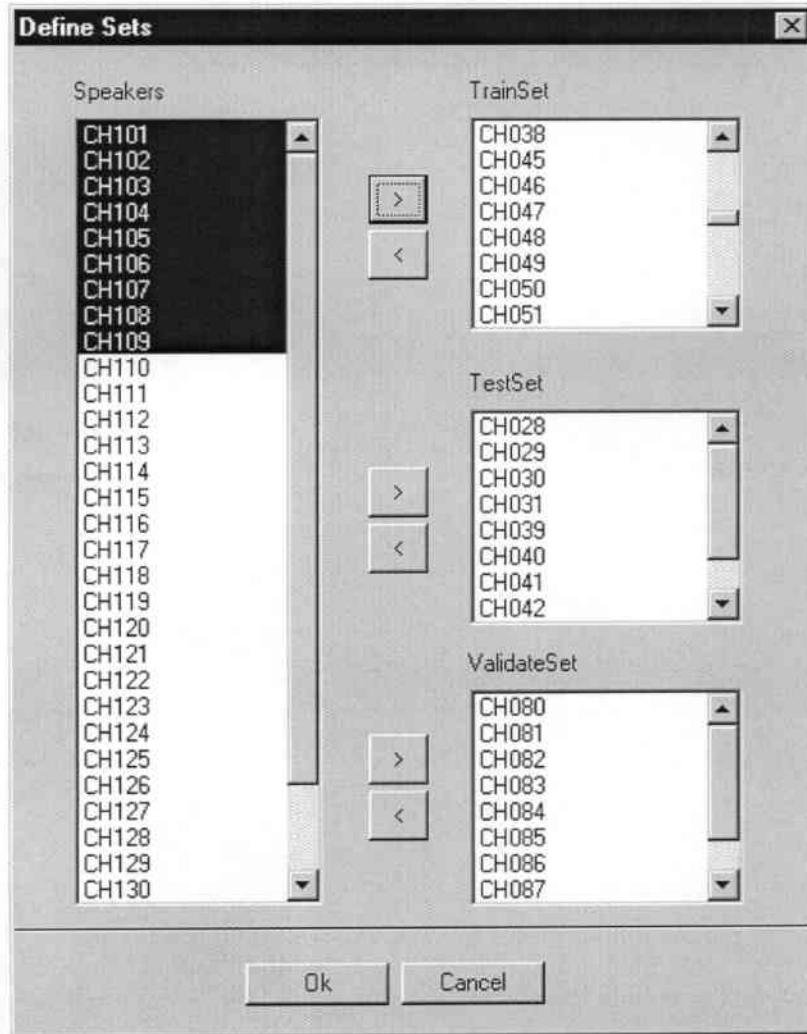 Define Sets
Speakers
CH101
CH102
CH103
CH104
CH105
CH106
CH107
CH108
CH109
CH110
CH111
CH112
CH113
CH114
CH115
CH116
CH117
CH118
CH119
CH120
CH121
CH122
CH123
CH124
CH125
CH126
CH127
CH128
CH129
CH130
>
<
>
<
>
<
TrainSet
CH038
CH045
CH046
CH047
CH048
CH049
CH050
CH051
TestSet
CH028
CH029
CH030
CH031
CH039
CH040
CH041
CH042
ValidateSet
CH080
CH081
CH082
CH083
CH084
CH085
CH086
CH087
Ok
Cancel